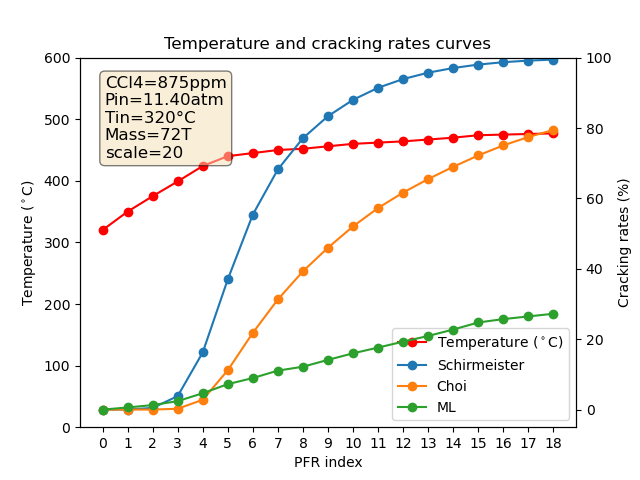 Temperature and cracking rates curves
CCl4=875ppm
Pin=11.40atm
Tin=320°C
Mass=72T
scale=20
600
500
400
300
200
100
0
Temperature (°C)
100
80
60
40
20
0
Cracking rates (%)
Temperature (°C)
Schirmeister
Choi
ML
0 1 2 3 4 5 6 7 8 9 10 11 12 13 14 15 16 17 18
PFR index